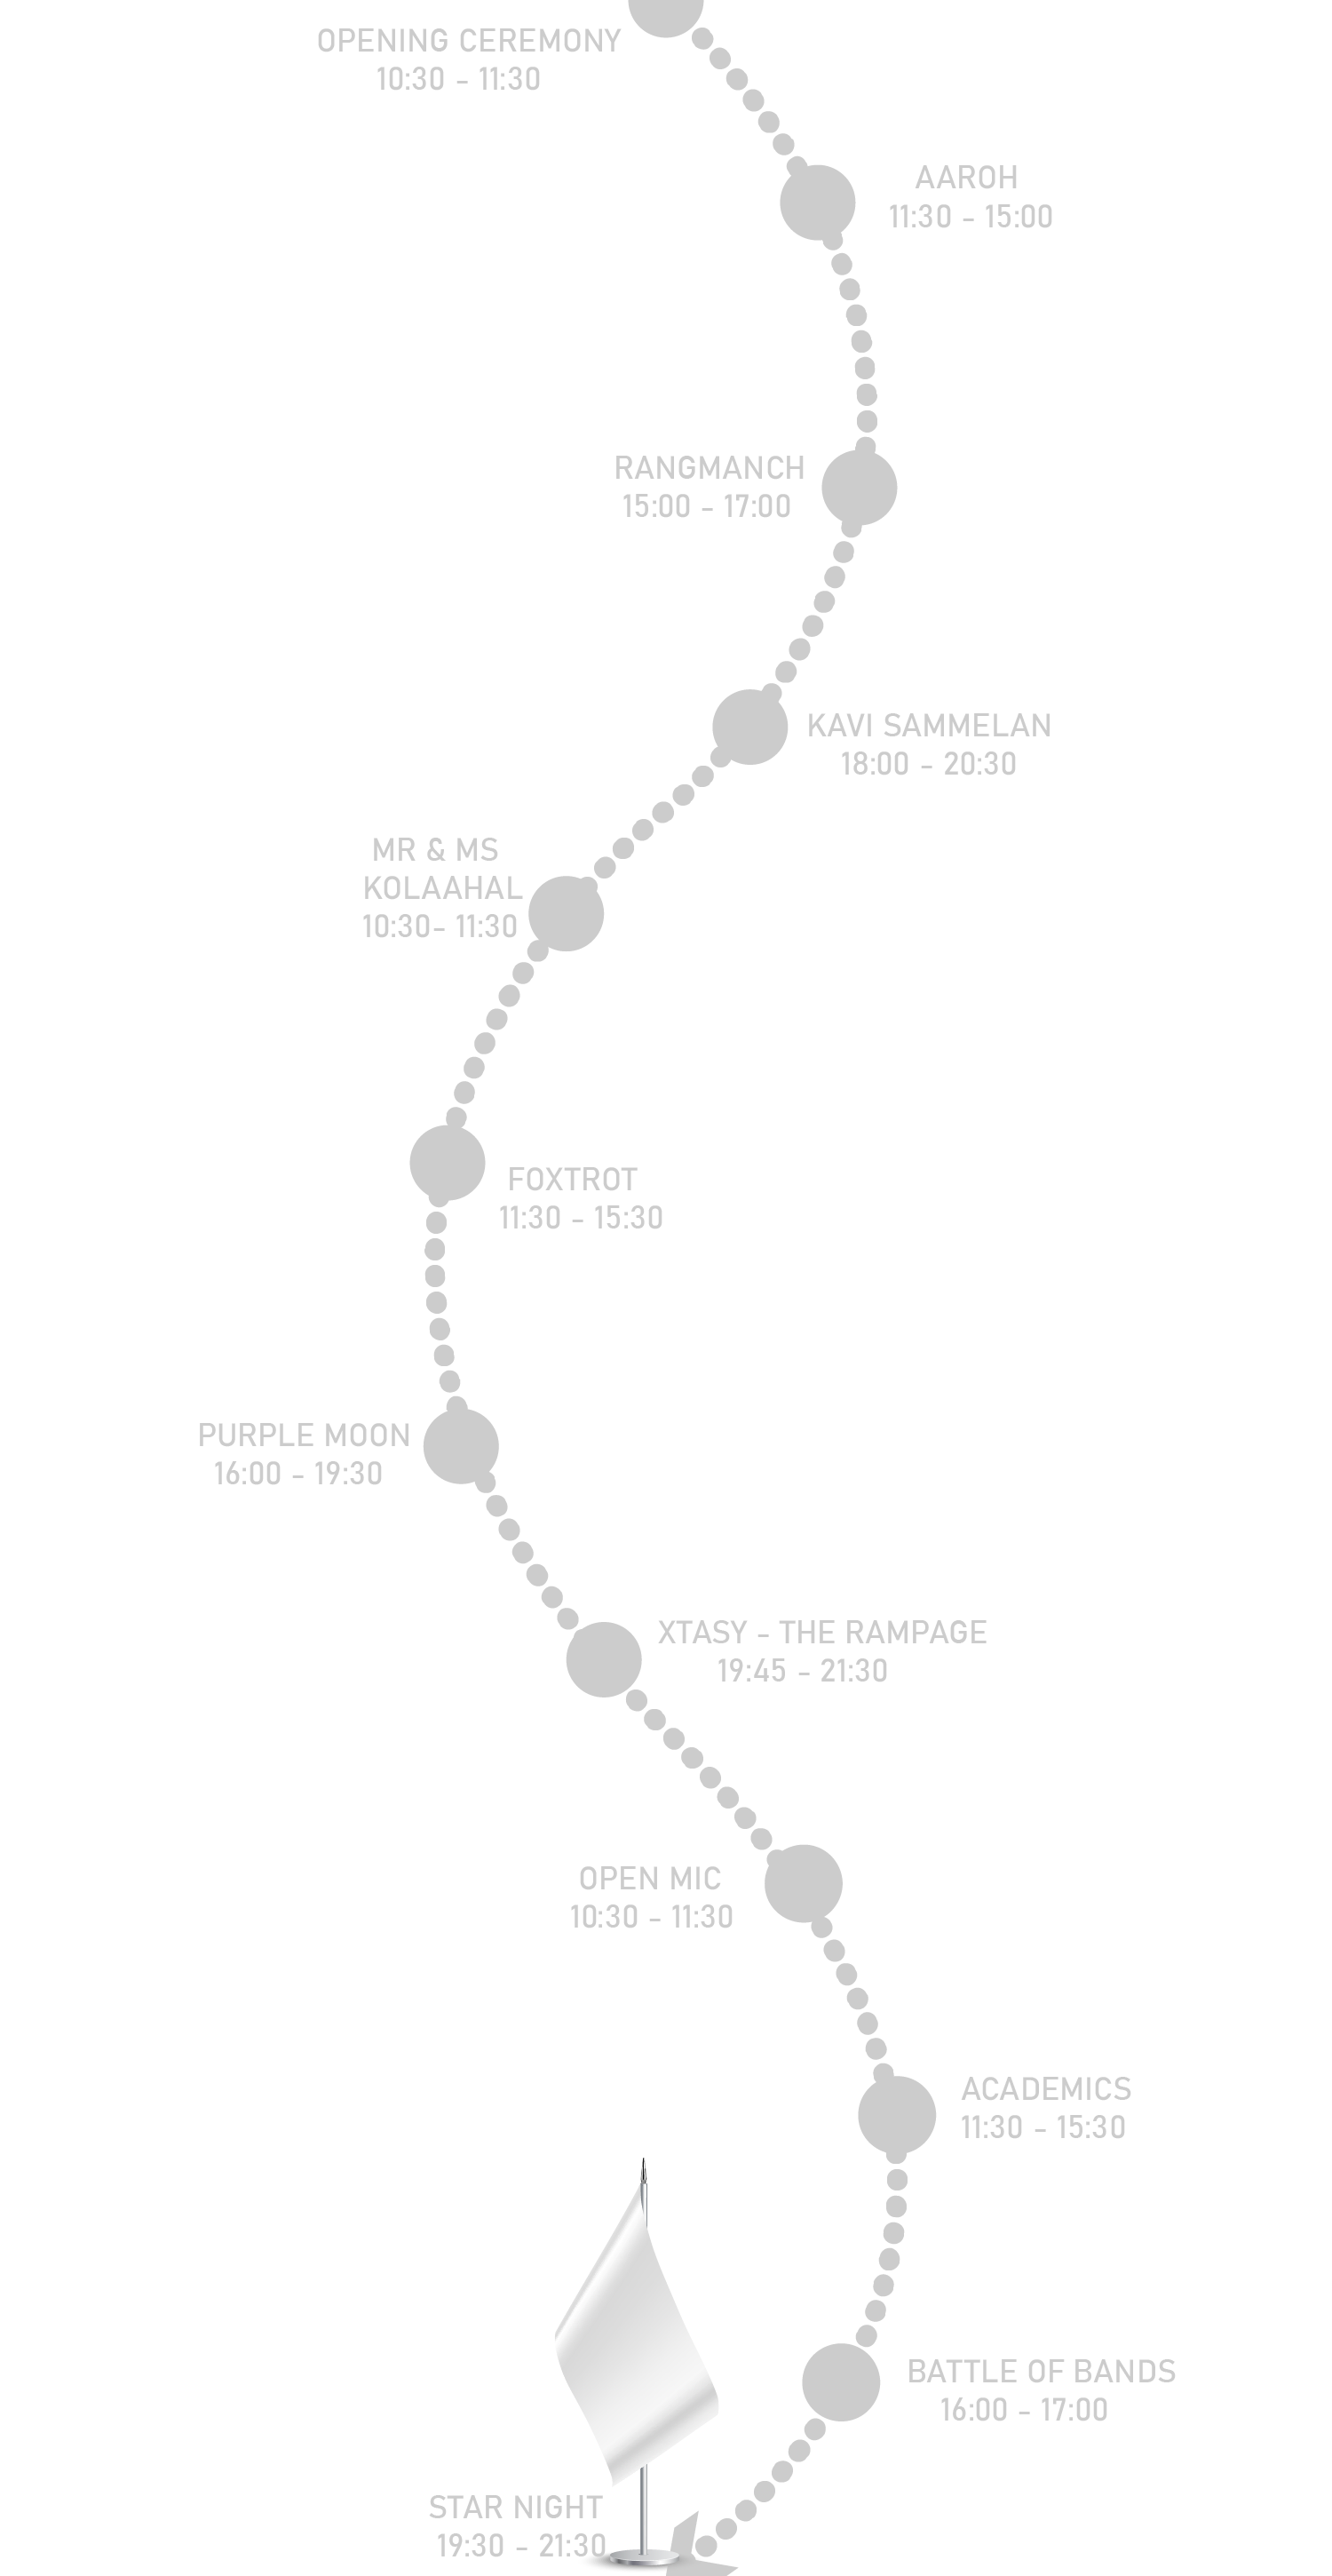 OPENING CEREMONY
10:30 - 11:30
AAROH
11:30 - 15:00
RANGMANCH
15:00 - 17:00
KAVI SAMMELAN
18:00 - 20:30
MR & MS
KOLAAHAL
10:30- 11:30
FOXTROT
11:30 - 15:30
PURPLE MOON
16:00 - 19:30
XTASY - THE RAMPAGE
19:45 - 21:30
OPEN MIC
10:30 - 11:30
ACADEMICS
11:30 - 15:30
BATTLE OF BANDS
16:00 - 17:00
STAR NIGHT
19:30 - 21:30